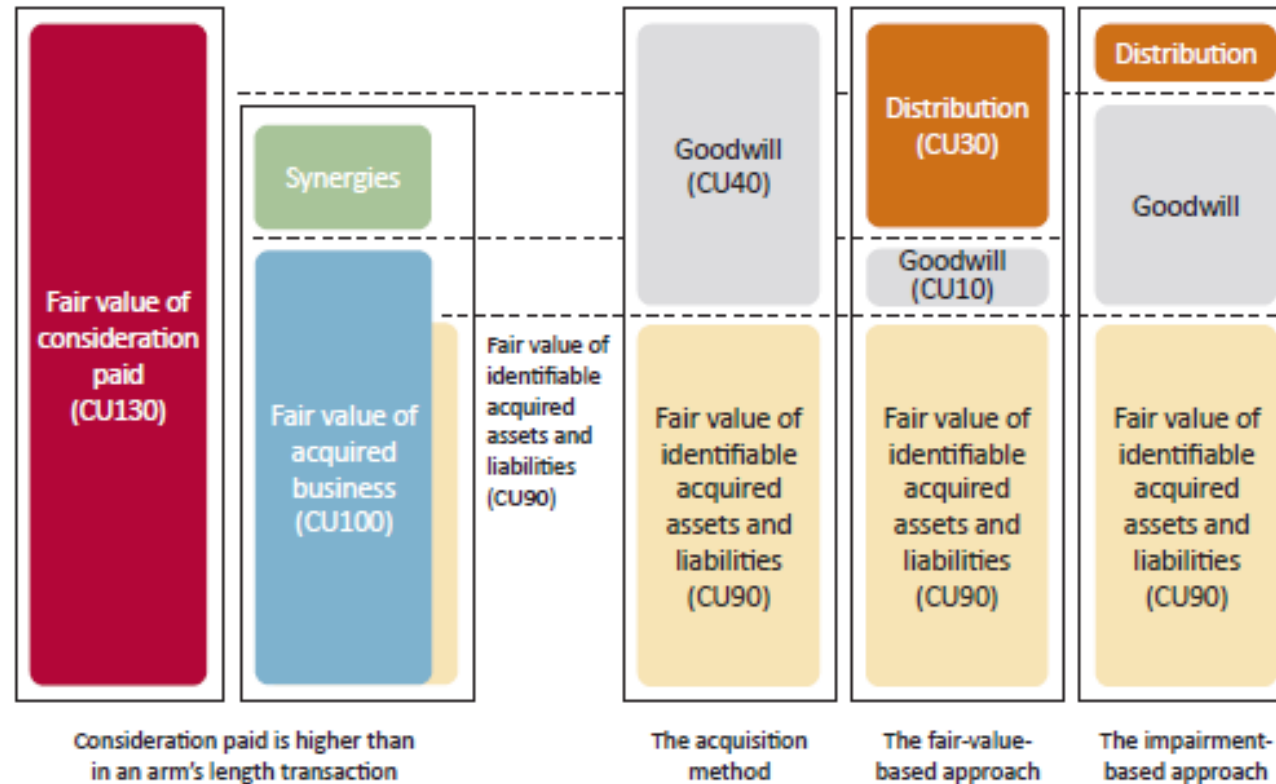 Fair value of
consideration
paid
(CU130)
Synergies
Fair value of
acquired
business
(CU100)
Fair value of
identifiable
acquired
assets and
liabilities
(CU90)
Goodwill
(CU40)
Fair value of
identifiable
acquired
assets and
liabilities
(CU90)
Distribution
(CU30)
Goodwill
(CU10)
Fair value of
identifiable
acquired
assets and
liabilities
(CU90)
Distribution
Goodwill
Fair value of
identifiable
acquired
assets and
liabilities
(CU90)
Consideration paid is higher than
in an arm's length transaction
The acquisition
method
The fair-value-
based approach
The impairment-
based approach